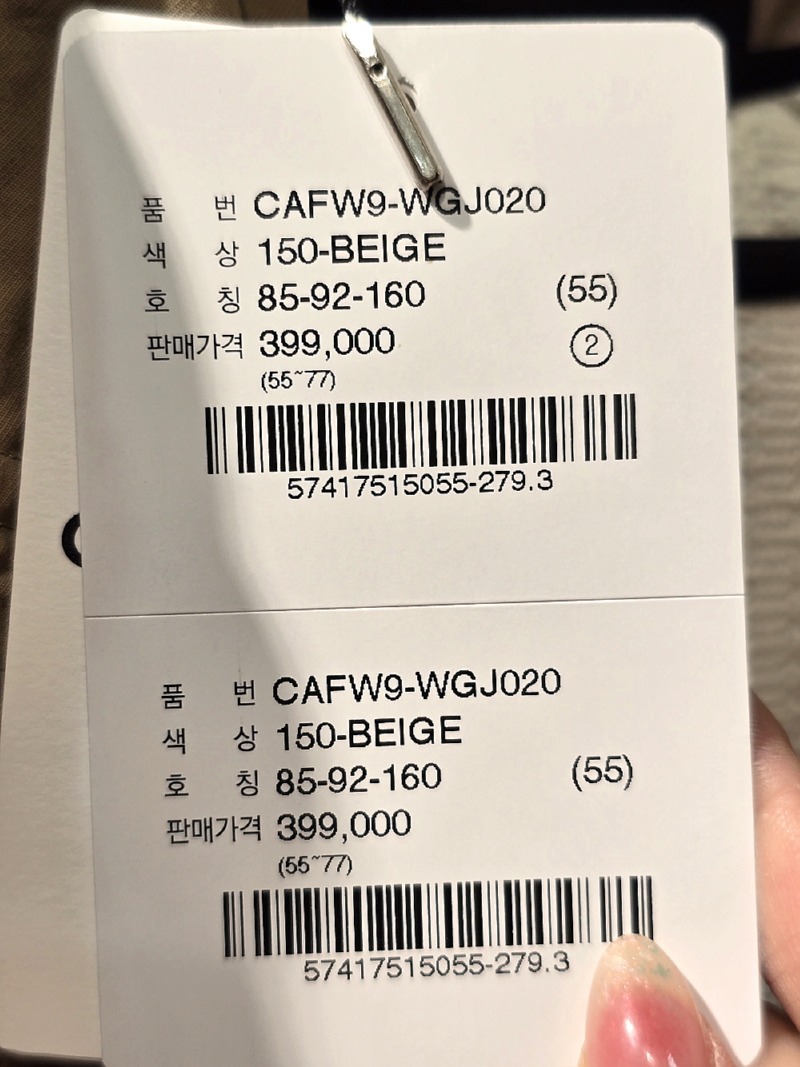 품 번 CAFW9-WGJ020
색 상 150-BEIGE
호 칭 85-92-160 (55)
판매가격 399,000 ②
(55~77)
57417515055-279.3
품 번 CAFW9-WGJ020
색 상 150-BEIGE
호 칭 85-92-160 (55)
판매가격 399,000
(55~77)
57417515055-279.3